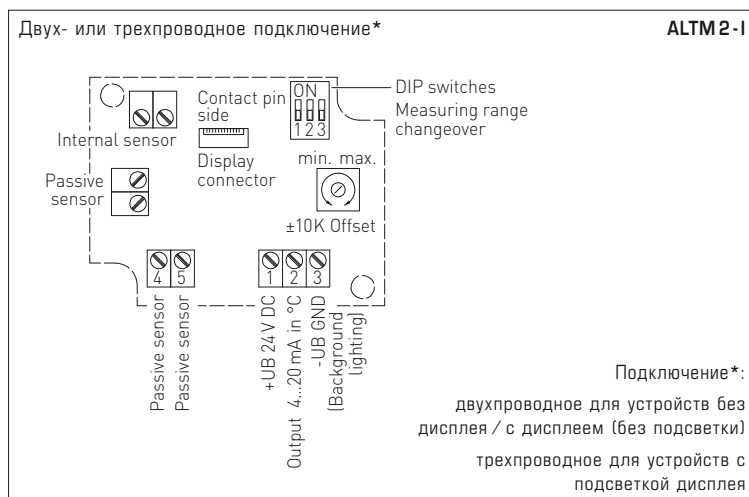 Двух- или трехпроводное подключение*
ALTM 2 - I
ON
1 2 3
DIP switches
Measuring range
changeover
Contact pin
side
Internal sensor
Display
connector
min. max.
±10K Offset
Passive
sensor
4 5
1 2 3
Passive sensor
Passive sensor
+UB 24 V DC
Output 4...20 mA in °C
-UB GND
(Background
lighting)
Подключение*:
двухпроводное для устройств без
дисплея / с дисплеем (без подсветки)
трехпроводное для устройств с
подсветкой дисплея